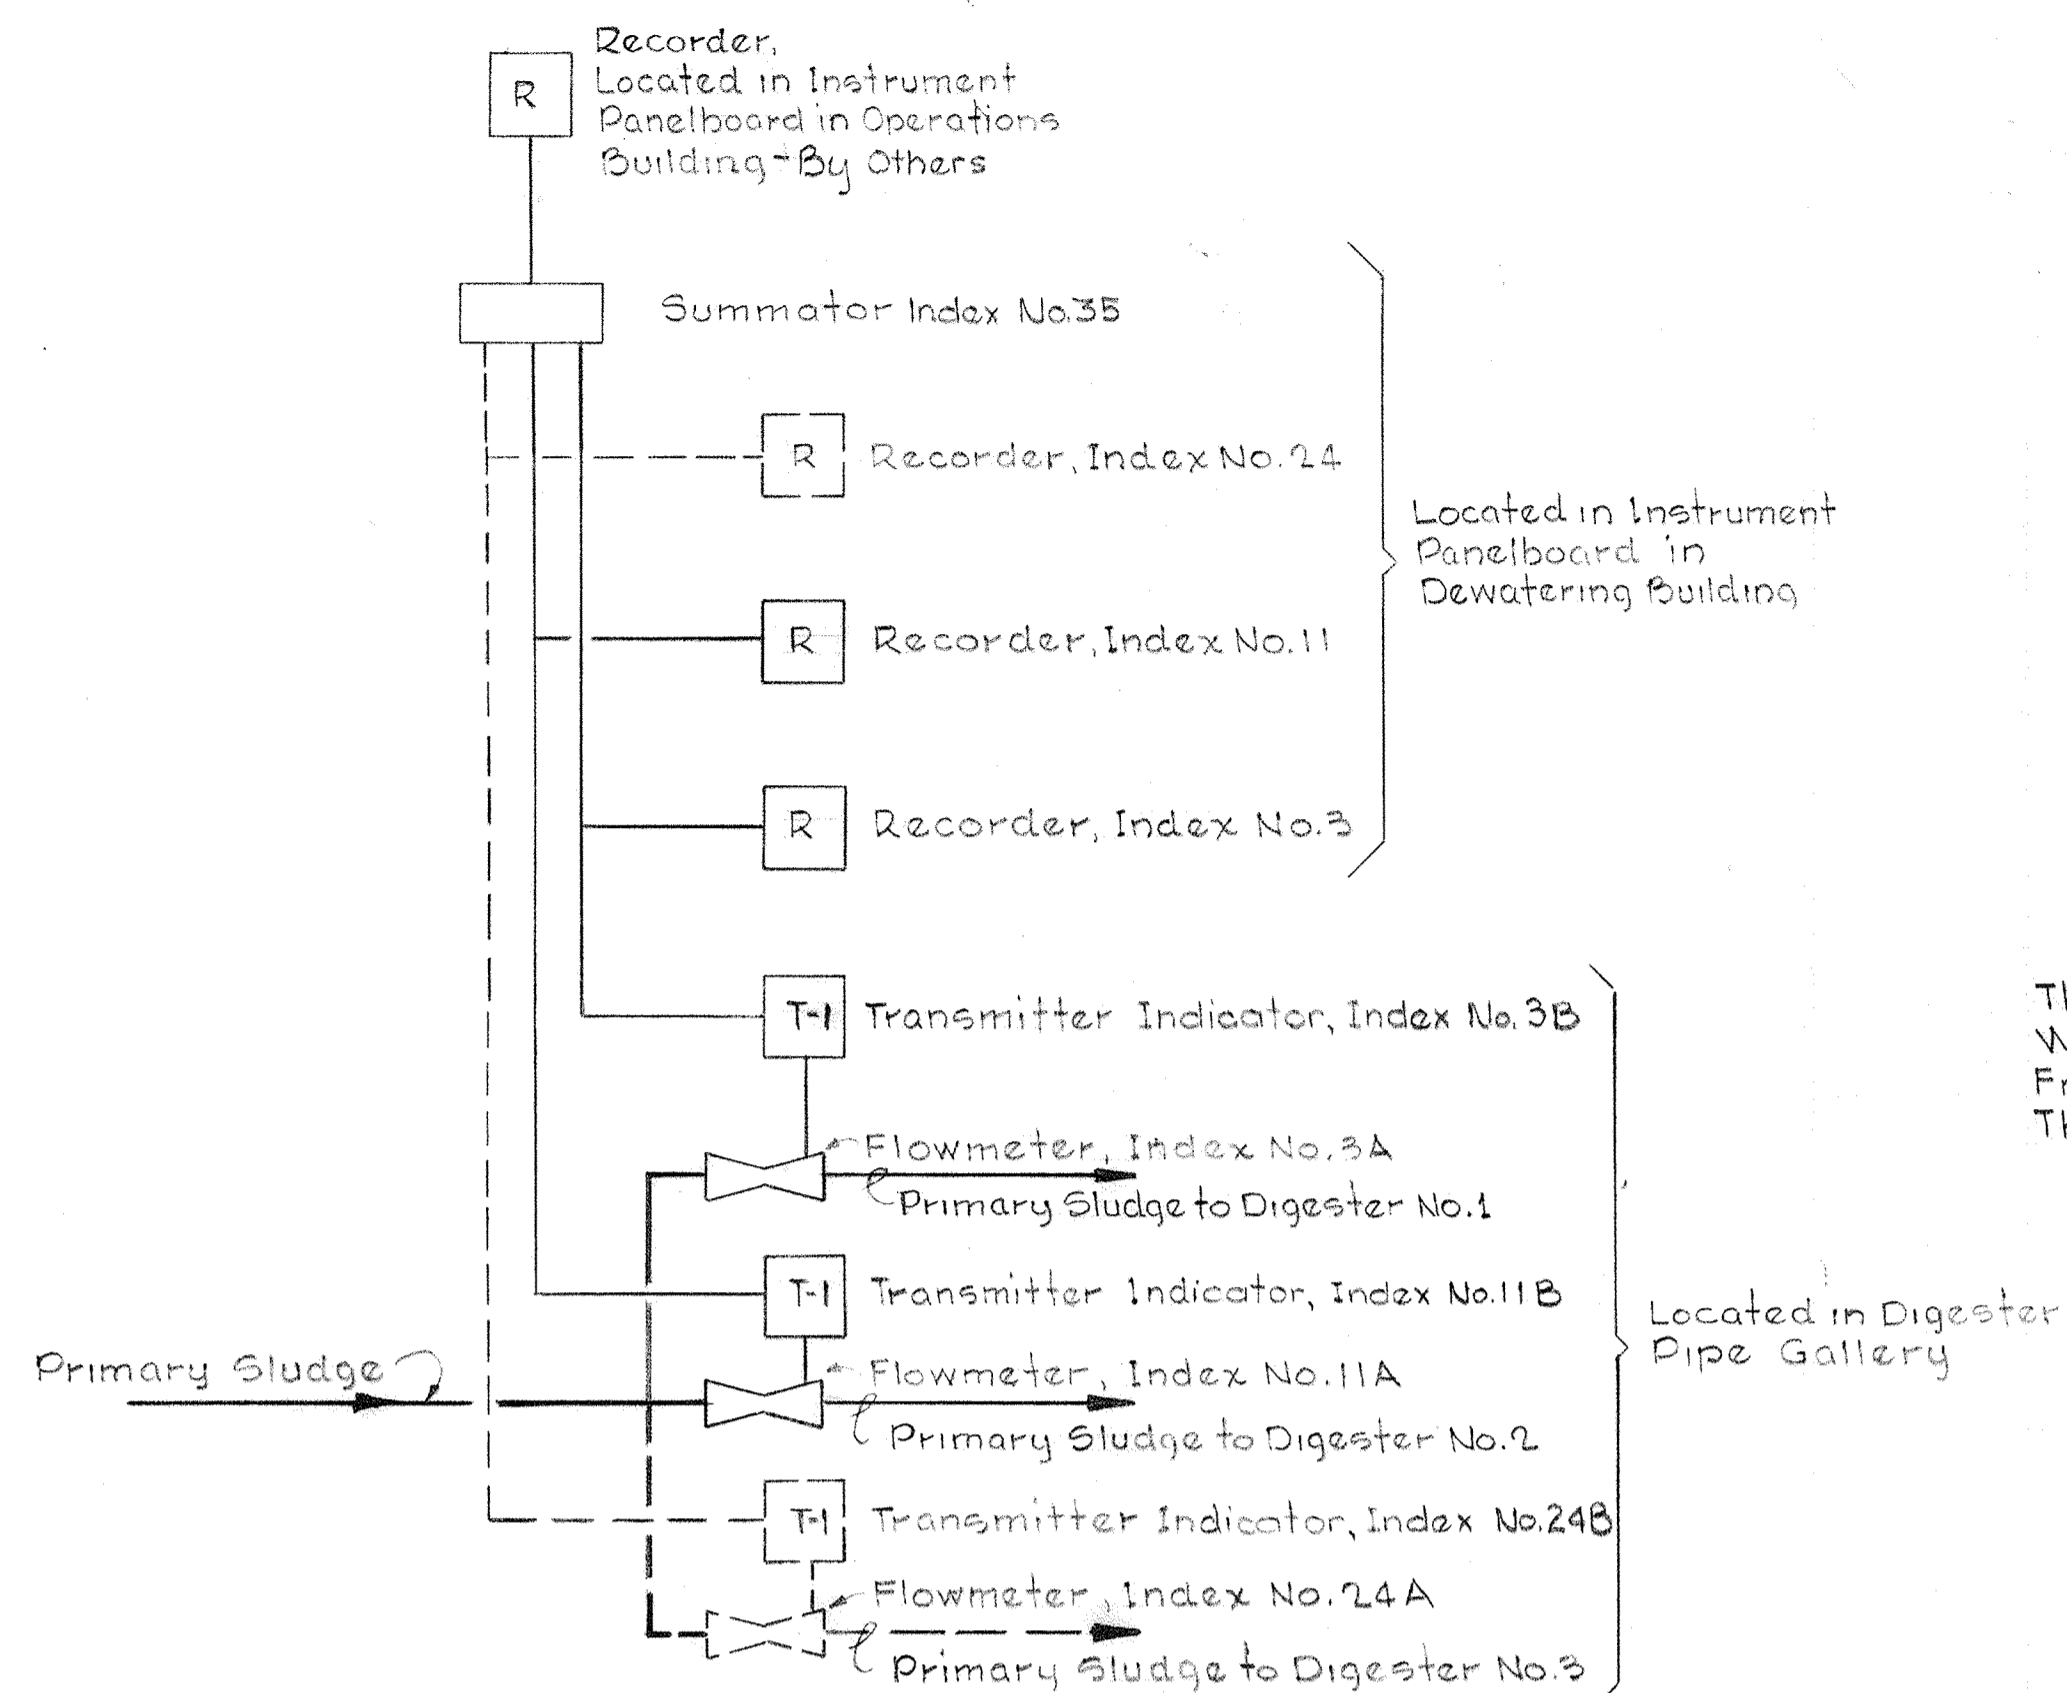 Recorder,
Located in Instrument
Panelboard in Operations
Building - By Others
R
Summator Index No.35
R
Recorder, Index No.24
Located in Instrument
Panelboard in
Dewatering Building
R
Recorder, Index No.11
R
Recorder, Index No.3
T-1
Transmitter Indicator, Index No. 3B
Flowmeter, Index No.3A
Primary Sludge to Digester No.1
T-1
Transmitter Indicator, Index No.11B
Located in Digester
Pipe Gallery
Primary Sludge
Flowmeter, Index No.11A
Primary Sludge to Digester No.2
T-1
Transmitter Indicator, Index No.24B
Flowmeter, Index No.24A
Primary Sludge to Digester No.3